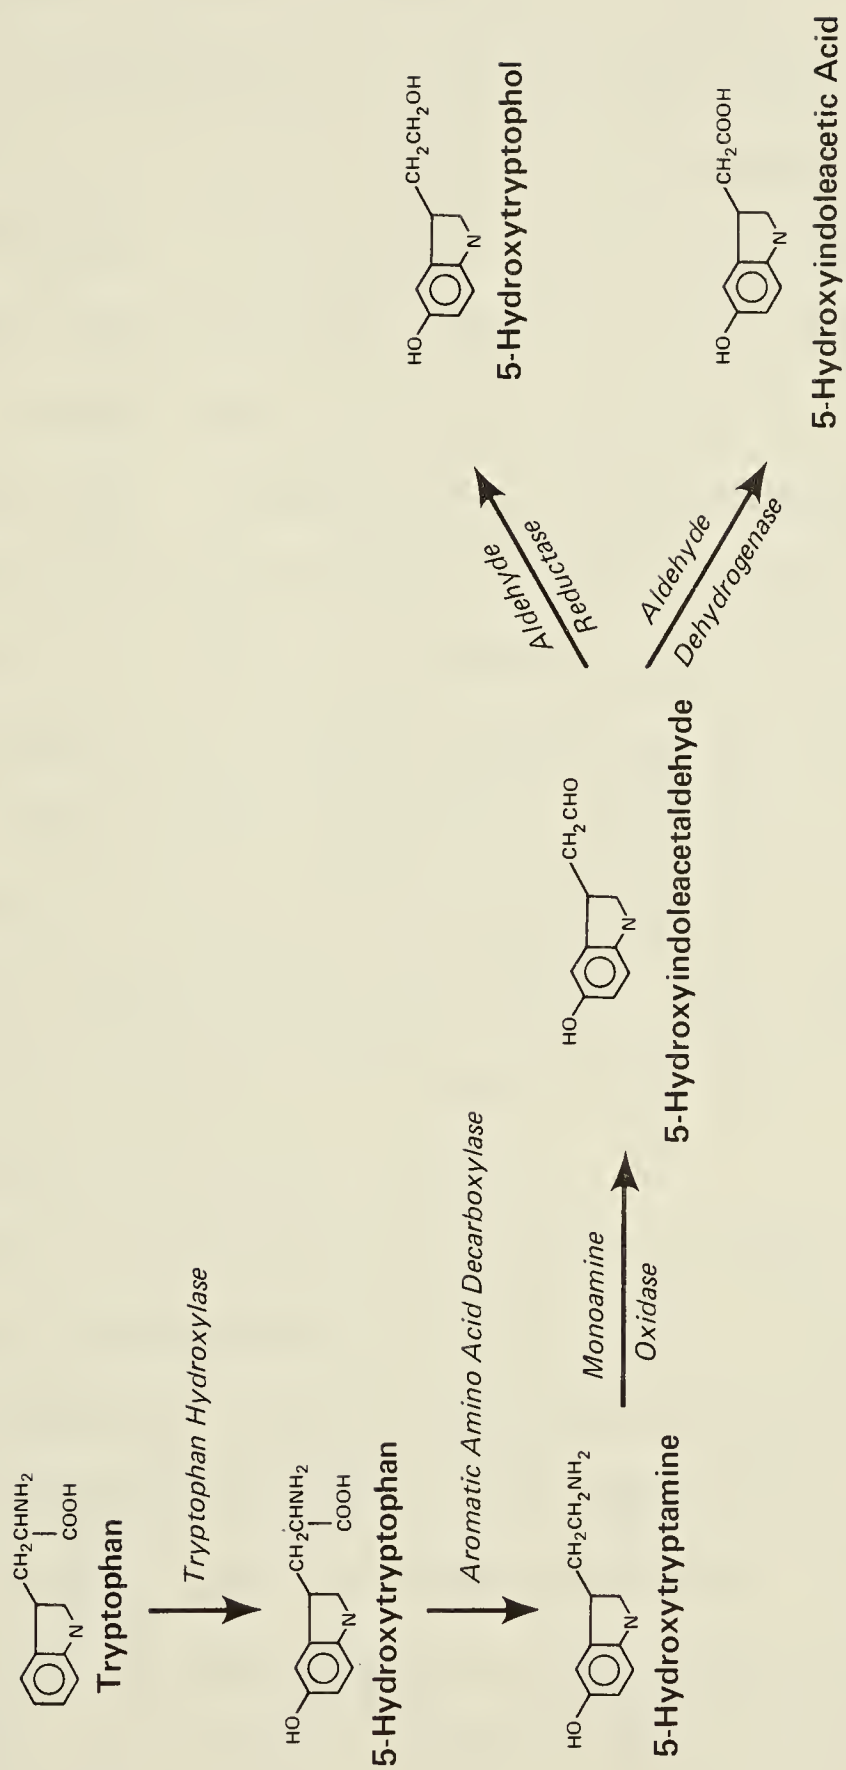 CH₂CHNH₂
COOH
N
Tryptophan
Tryptophan Hydroxylase
HO
CH₂CHNH₂
COOH
N
5-Hydroxytryptophan
Aromatic Amino Acid Decarboxylase
HO
CH₂CH₂NH₂
N
5-Hydroxytryptamine
Monoamine
Oxidase
HO
CH₂CHO
N
5-Hydroxyindoleacetaldehyde
Aldehyde
Reductase
HO
CH₂CH₂OH
N
5-Hydroxytryptophol
Aldehyde
Dehydrogenase
HO
CH₂COOH
N
5-Hydroxyindoleacetic Acid